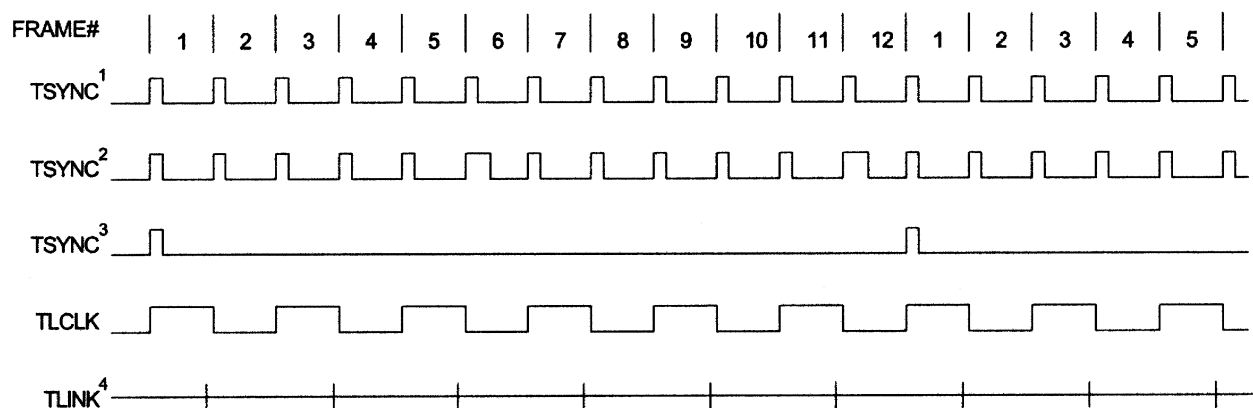 FRAME# 1 2 3 4 5 6 7 8 9 10 11 12 1 2 3 4 5
TSYNC1
TSYNC2
TSYNC3
TLCLK
TLINK4